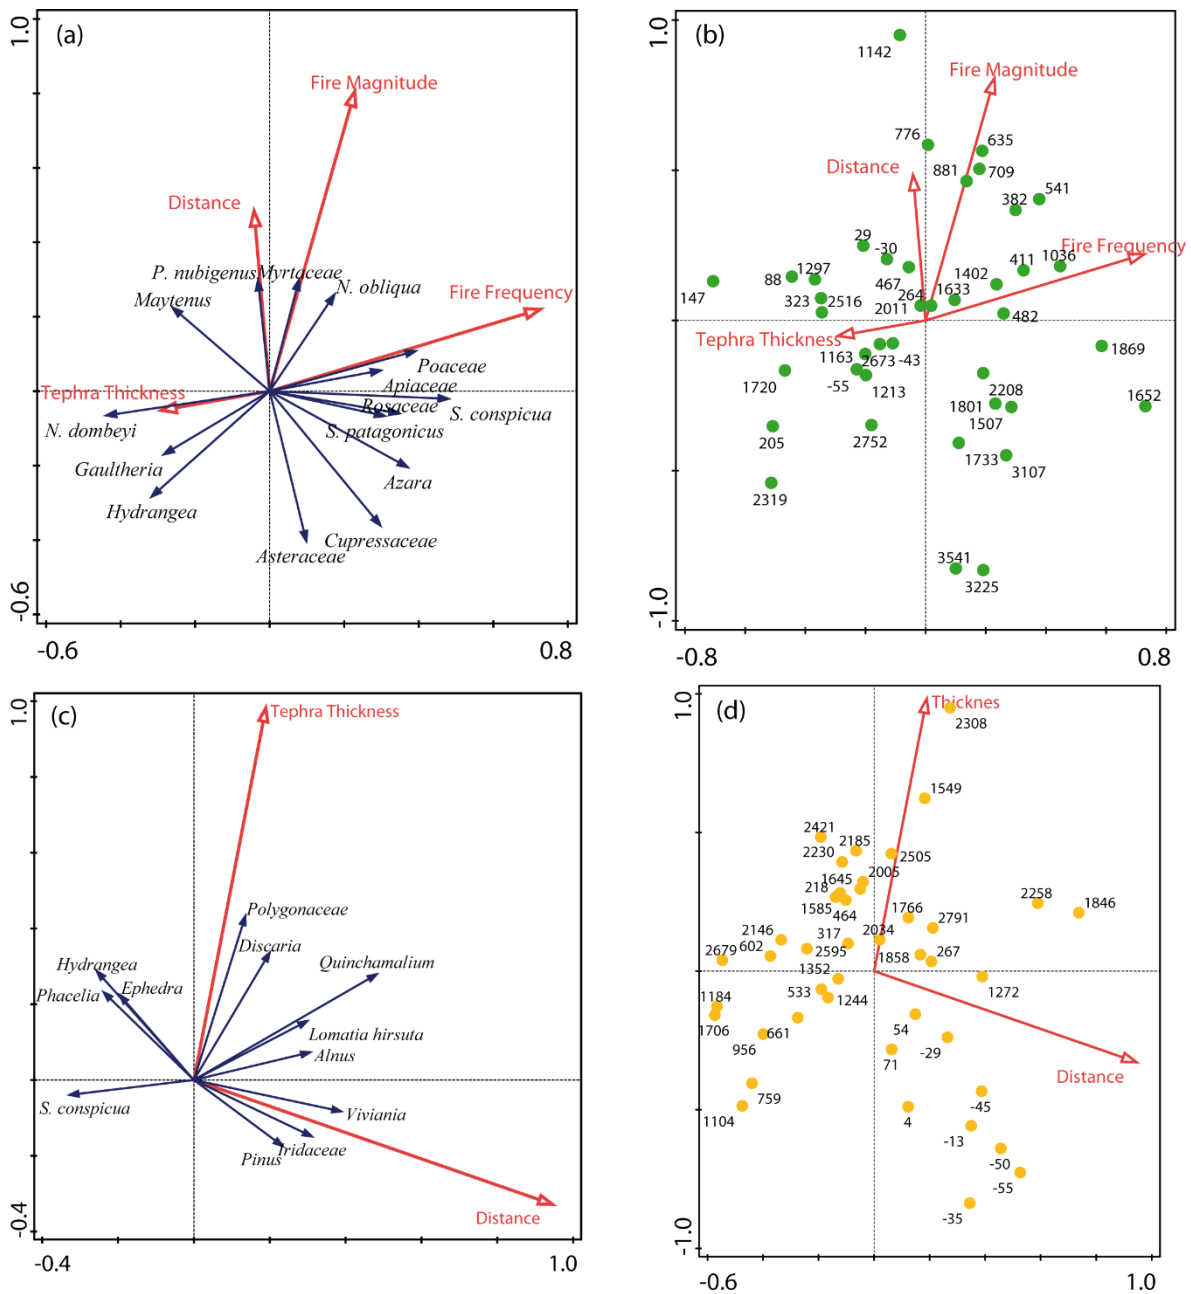 (a)
1.0
Fire Magnitude
Distance
P. nubigenus
Myrtaceae
Maytenus
N. obliqua
Fire Frequency
Poaceae
Apiaceae
Tephra Thickness
Rosaceae
S. conspicua
N. dombeyi
S. patagonicus
Gaultheria
Azara
Hydrangea
Cupressaceae
Asteraceae
-0.6
-0.6
0.8
(b)
1.0
1142
Fire Magnitude
776
635
Distance
881
709
541
382
29
-30
Fire Frequency
88
1297
467
1402
411
1036
147
323
2516
264
1633
2011
482
Tephra Thickness
1163
2673
-43
1869
1720
-55
1213
2208
1652
1801
1507
205
2752
1733
3107
2319
3541
3225
-1.0
-0.8
0.8
(c)
1.0
Tephra Thickness
Polygonaceae
Discaria
Hydrangea
Quinchamalium
Phacelia
Ephedra
Lomatia hirsuta
Alnus
S. conspicua
Viviania
Pinus
Iridaceae
Distance
-0.4
-0.4
1.0
(d)
1.0
Thicknes
2308
1549
2421
2185
2230
2505
1645
2005
218
2258
1846
1585
464
1766
2146
317
2034
2791
2679
602
2595
1858
267
1352
1272
1184
533
1244
1706
661
54
956
-29
71
Distance
759
-45
1104
4
-13
-50
-55
-35
-1.0
-0.6
1.0